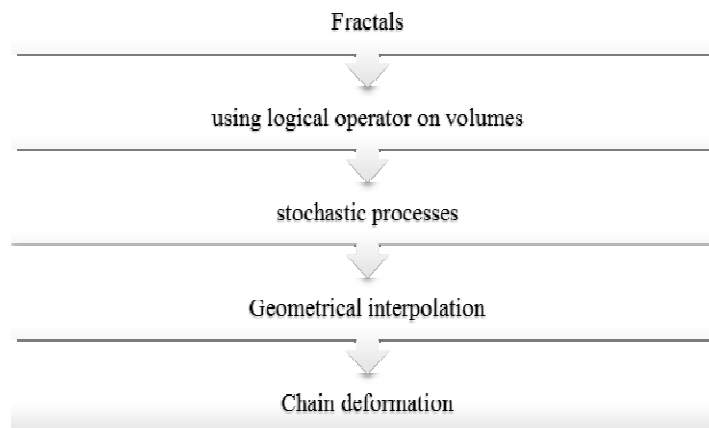 Fractals
using logical operator on volumes
stochastic processes
Geometrical interpolation
Chain deformation